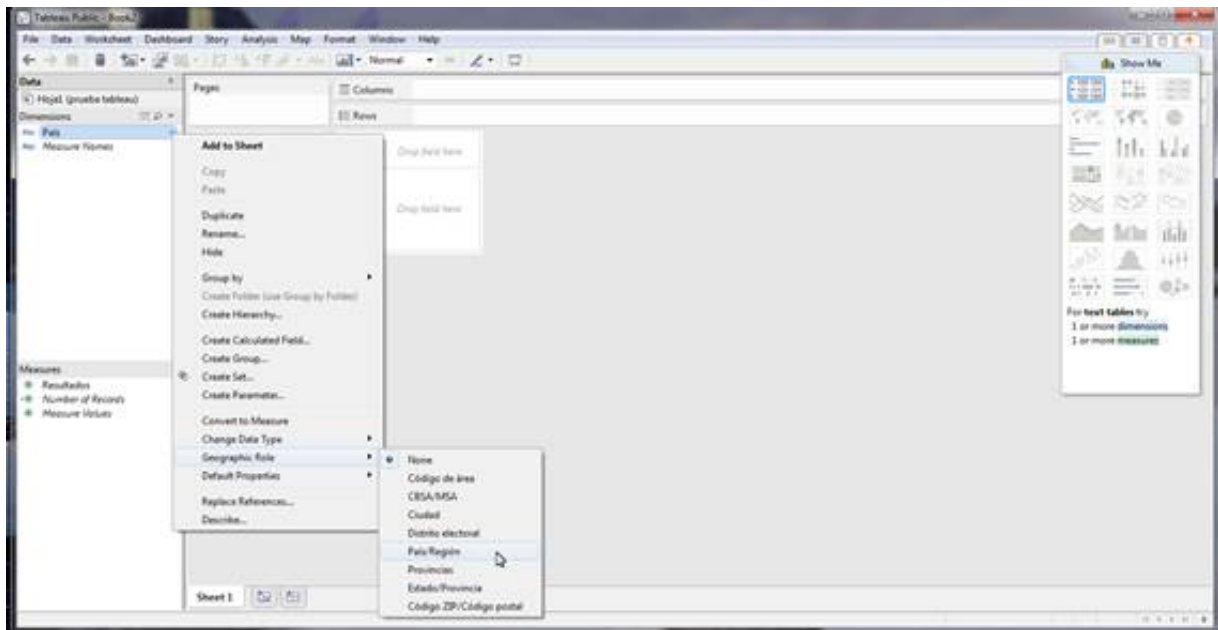 Tableau Public - Book2
File Data Worksheet Dashboard Story Analysis Map Format Window Help
Normal
Show Me
Data
Hoja1 (prueba tableau)
Dimensions
Abc País
Abc Measure Names
Pages
Columns
Rows
Drop field here
Drop field here
Add to Sheet
Copy
Paste
Duplicate
Rename...
Hide
Group by
Create Folder (use Group by Folder)
Create Hierarchy...
Create Calculated Field...
Create Group...
Create Set...
Create Parameter...
Convert to Measure
Change Data Type
Geographic Role
Default Properties
Replace References...
Describe...
None
Código de área
CBSA/MSA
Ciudad
Distrito electoral
País/Región
Provincias
Estado/Provincia
Código ZIP/Código postal
Measures
Resultados
Number of Records
Measure Values
For text tables try
1 or more dimensions
1 or more measures
Sheet 1